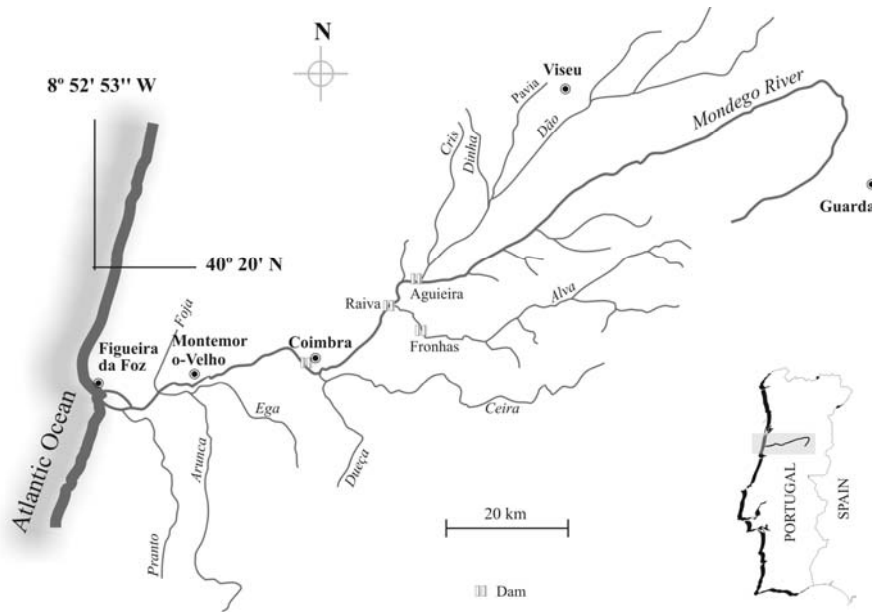 N
8º 52' 53'' W
Viseu
Pavia
Dão
Mondego River
Cris
Dinha
Guarda
40º 20' N
Aguieira
Alva
Raiva
Foja
Fronhas
Montemor
o-Velho
Coimbra
Figueira
da Foz
Ega
Ceira
Arunca
Dueça
Atlantic Ocean
Pranto
20 km
Dam
PORTUGAL
SPAIN